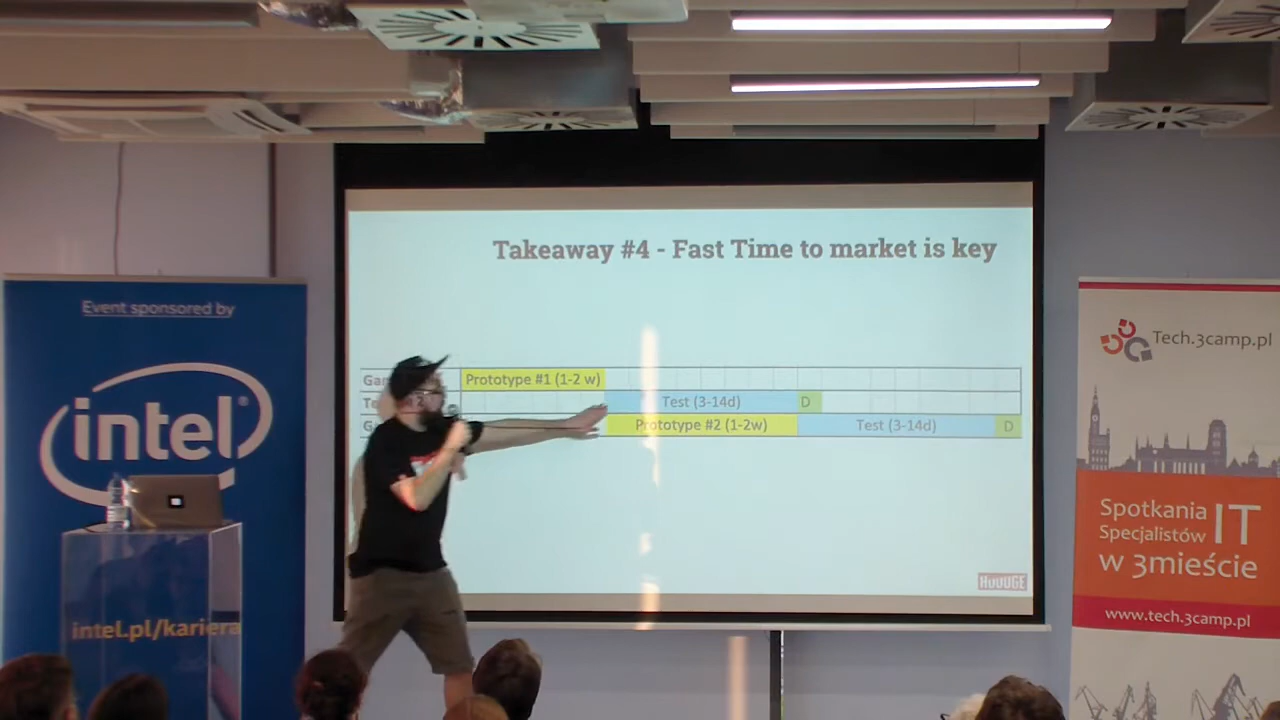 Takeaway #4 - Fast Time to market is key
Prototype #1 (1-2 w)
Test (3-14d)
D
Prototype #2 (1-2w)
Test (3-14d)
D
HUUUGE
Event sponsored by
intel®
intel.pl/kariera
Tech.3camp.pl
Spotkania
Specjalistów
IT
w 3mieście
www.tech.3camp.pl